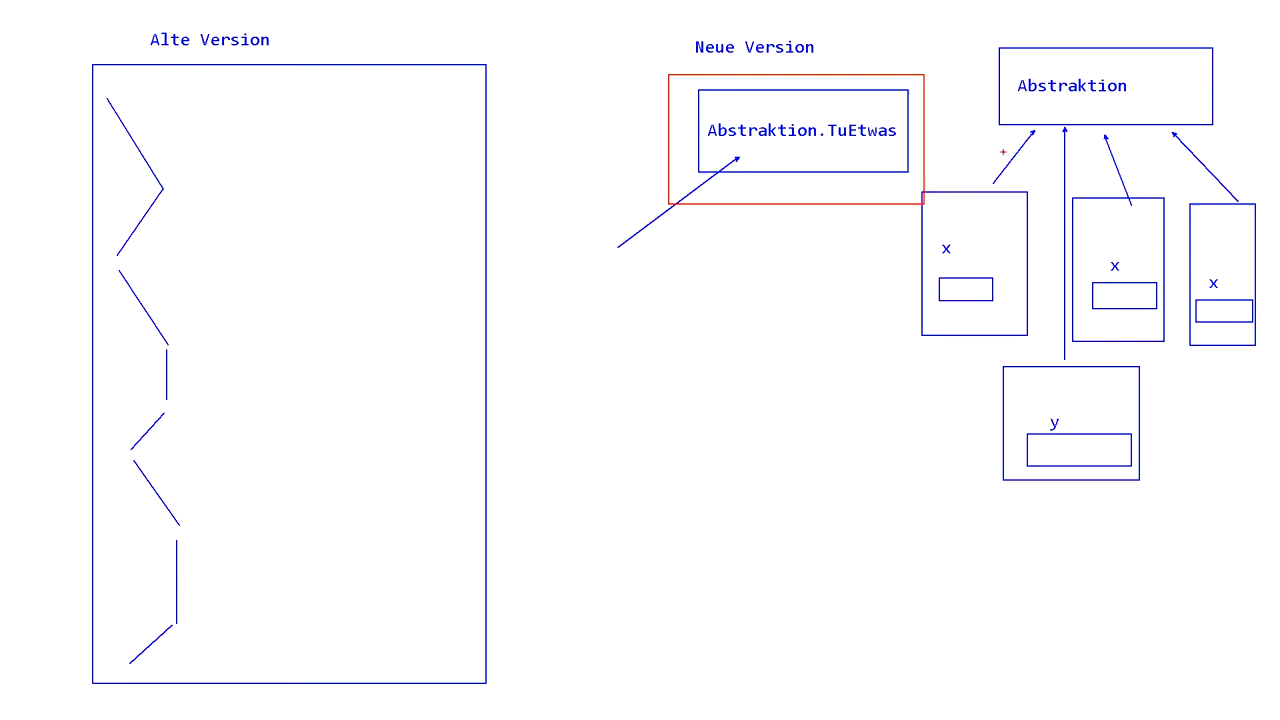 Alte Version
Neue Version
Abstraktion
Abstraktion.TuEtwas
x
x
x
y